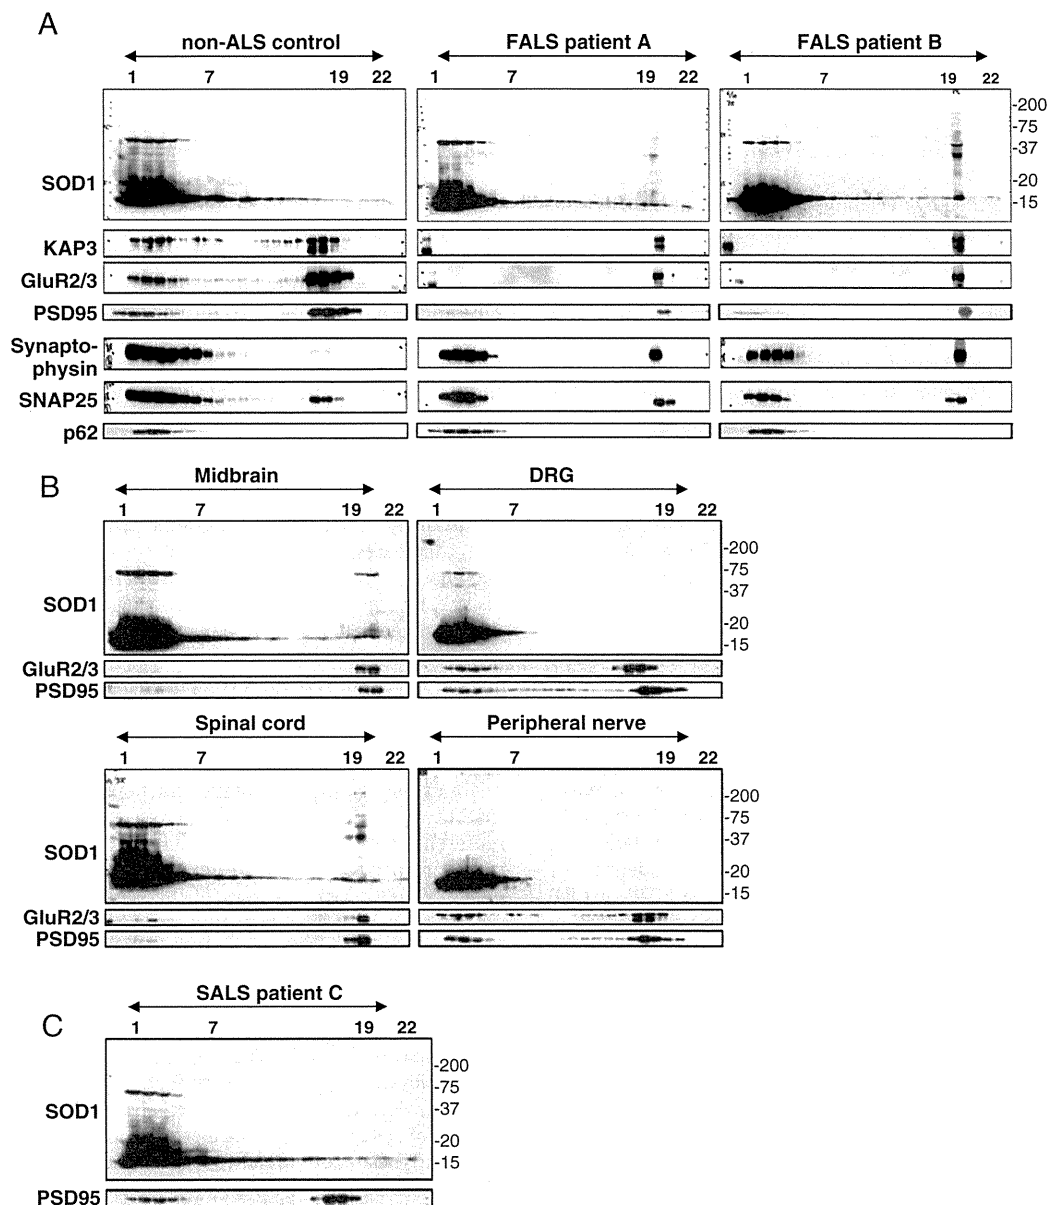 A
non-ALS control FALS patient A FALS patient B
1 7 19 22 1 7 19 22 1 7 19 22
-200
-75
-37
SOD1 -20
-15
KAP3
GluR2/3
PSD95
Synapto-
physin
SNAP25
p62
B
Midbrain DRG
1 7 19 22 1 7 19 22
-200
-75
-37
SOD1
-20
-15
GluR2/3
PSD95
Spinal cord Peripheral nerve
1 7 19 22 1 7 19 22
-200
-75
-37
SOD1
-20
-15
GluR2/3
PSD95
SALS patient C
C
1 7 19 22
-200
-75
SOD1 -37
-20
-15
PSD95